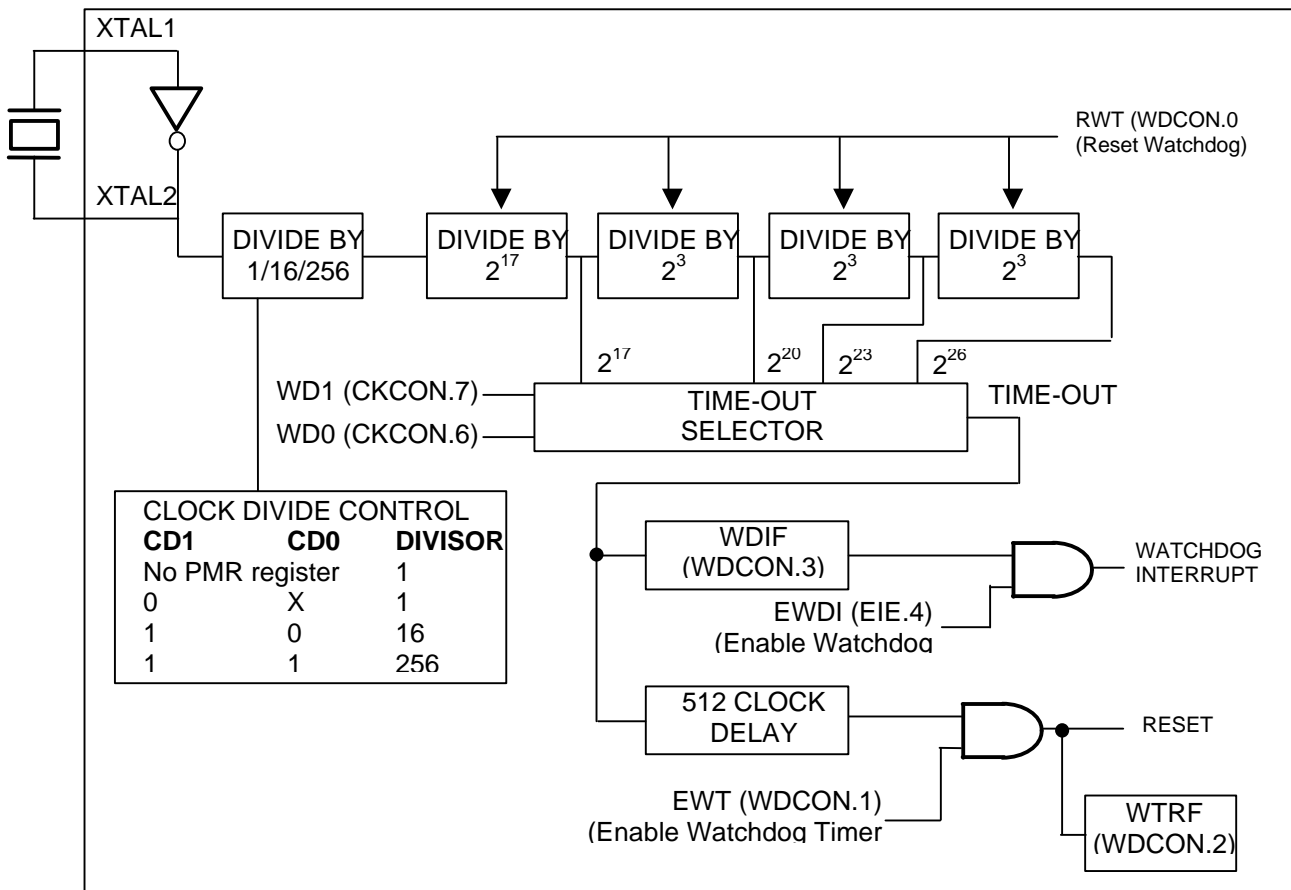 XTAL1
RWT (WDCON.0
(Reset Watchdog)
XTAL2
DIVIDE BY
1/16/256
DIVIDE BY
2^17
DIVIDE BY
2^3
DIVIDE BY
2^3
DIVIDE BY
2^3
2^17
2^20
2^23
2^26
WD1 (CKCON.7)
WD0 (CKCON.6)
TIME-OUT
SELECTOR
TIME-OUT
CLOCK DIVIDE CONTROL
CD1 CD0 DIVISOR
No PMR register 1
0 X 1
1 0 16
1 1 256
WDIF
(WDCON.3)
WATCHDOG
INTERRUPT
EWDI (EIE.4)
(Enable Watchdog
512 CLOCK
DELAY
RESET
EWT (WDCON.1)
(Enable Watchdog Timer
WTRF
(WDCON.2)